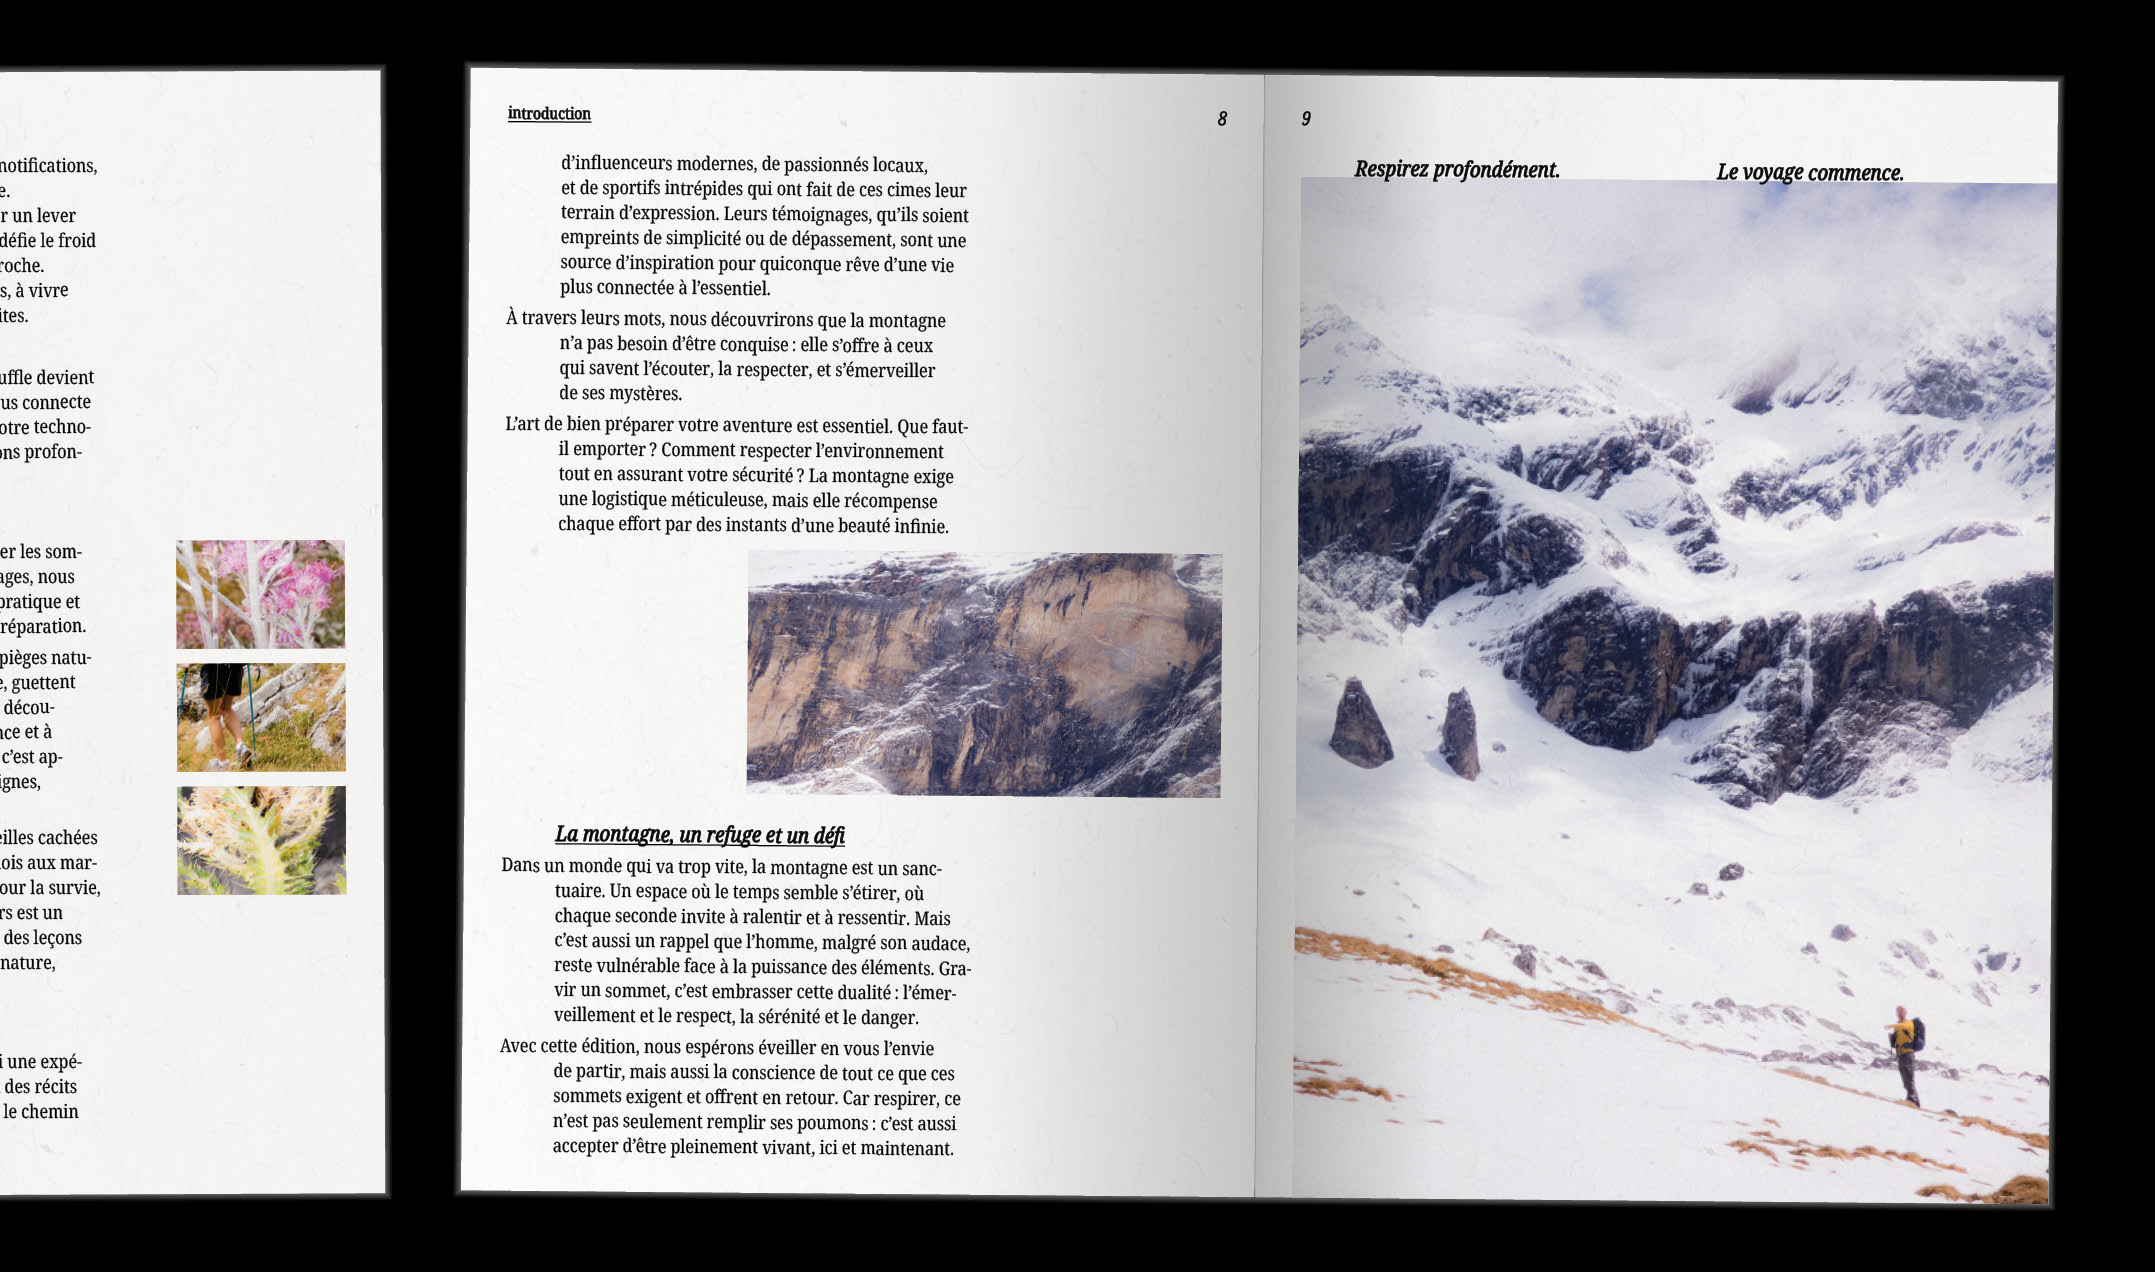 notifications,
e.
r un lever
défie le froid
roche.
s, à vivre
ites.
uffle devient
us connecte
otre techno-
ons profon-
er les som-
ages, nous
pratique et
réparation.
pièges natu-
e, guettent
décou-
nce et à
c’est ap-
ignes,
eilles cachées
lois aux mar-
our la survie,
rs est un
des leçons
nature,
i une expé-
des récits
le chemin
introduction
8
d’influenceurs modernes, de passionnés locaux,
et de sportifs intrépides qui ont fait de ces cimes leur
terrain d’expression. Leurs témoignages, qu’ils soient
empreints de simplicité ou de dépassement, sont une
source d’inspiration pour quiconque rêve d’une vie
plus connectée à l’essentiel.
À travers leurs mots, nous découvrirons que la montagne
n’a pas besoin d’être conquise : elle s’offre à ceux
qui savent l’écouter, la respecter, et s’émerveiller
de ses mystères.
L’art de bien préparer votre aventure est essentiel. Que faut-
il emporter ? Comment respecter l’environnement
tout en assurant votre sécurité ? La montagne exige
une logistique méticuleuse, mais elle récompense
chaque effort par des instants d’une beauté infinie.
La montagne, un refuge et un défi
Dans un monde qui va trop vite, la montagne est un sanc-
tuaire. Un espace où le temps semble s’étirer, où
chaque seconde invite à ralentir et à ressentir. Mais
c’est aussi un rappel que l’homme, malgré son audace,
reste vulnérable face à la puissance des éléments. Gra-
vir un sommet, c’est embrasser cette dualité : l’émer-
veillement et le respect, la sérénité et le danger.
Avec cette édition, nous espérons éveiller en vous l’envie
de partir, mais aussi la conscience de tout ce que ces
sommets exigent et offrent en retour. Car respirer, ce
n’est pas seulement remplir ses poumons : c’est aussi
accepter d’être pleinement vivant, ici et maintenant.
9
Respirez profondément.
Le voyage commence.